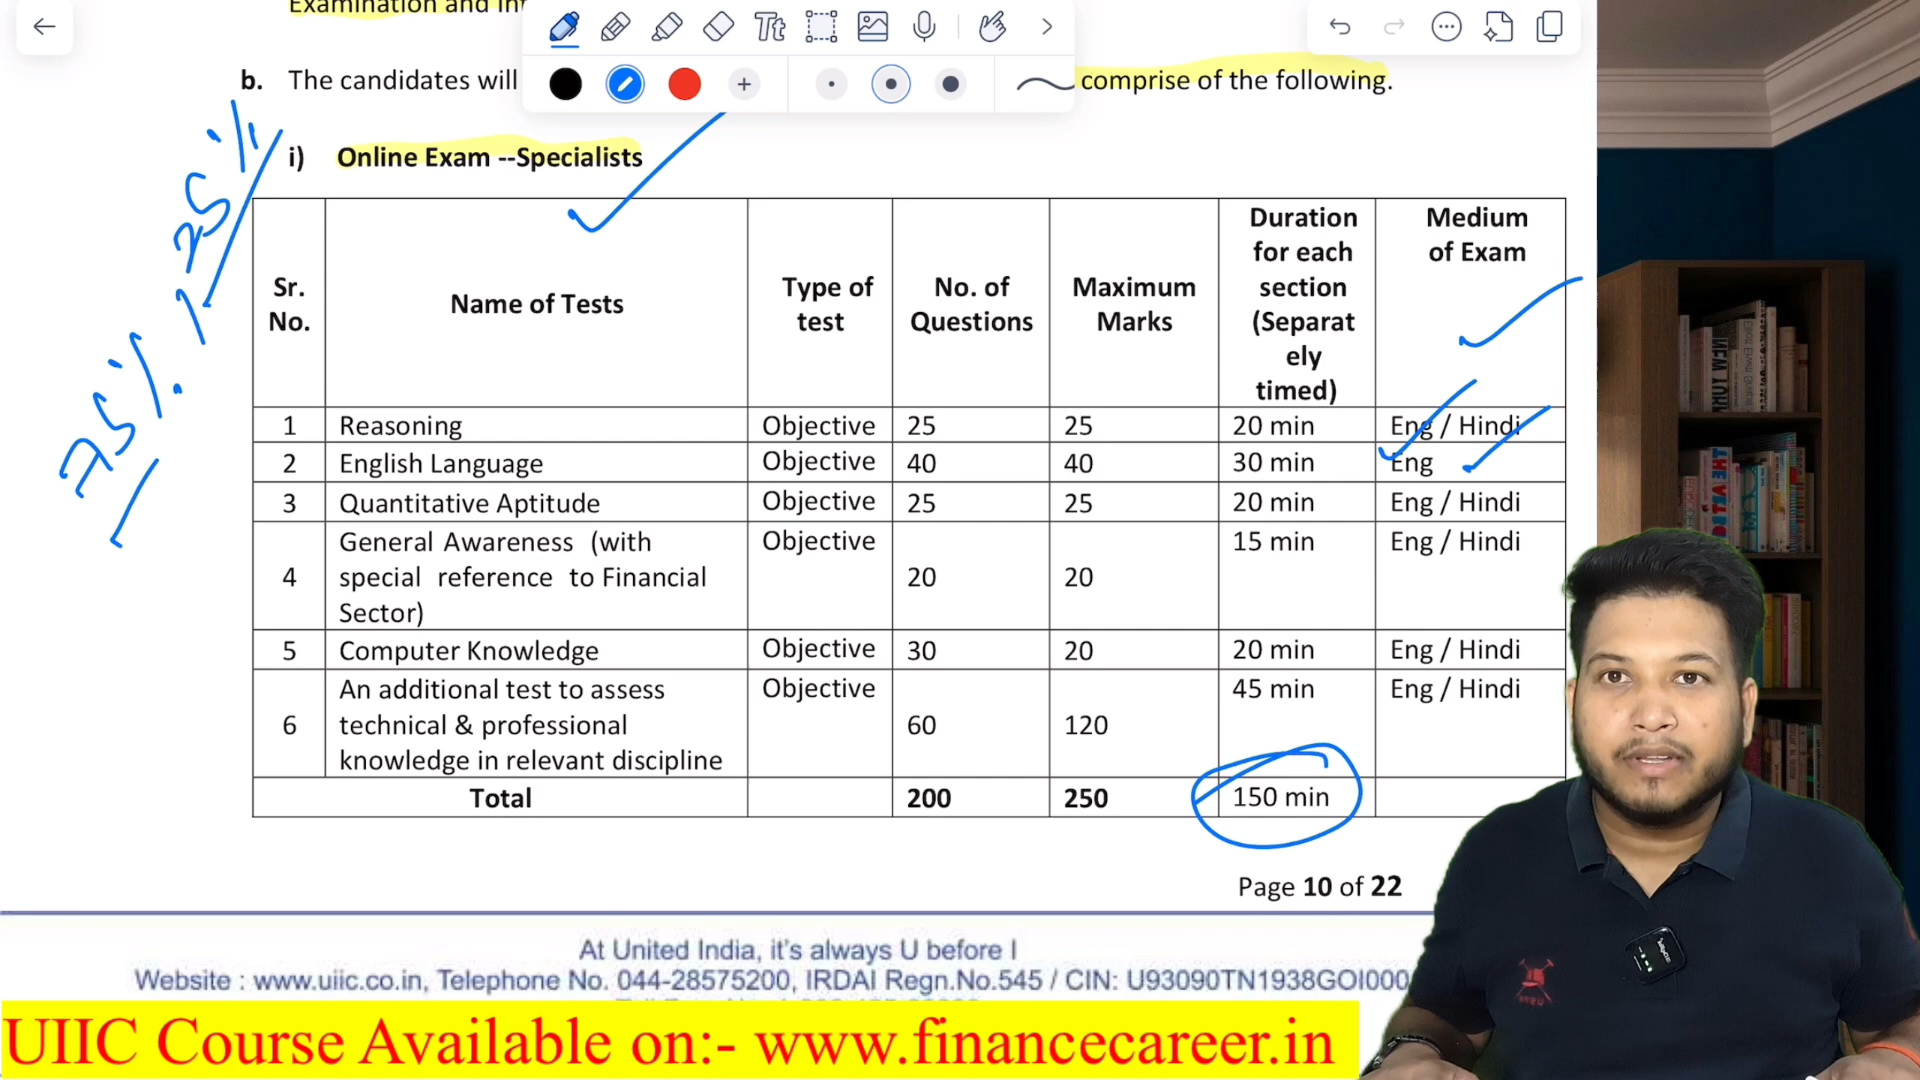 b. The candidates will comprise of the following.
75% 25%
i) Online Exam --Specialists
Sr. No. Name of Tests Type of test No. of Questions Maximum Marks Duration for each section (Separat ely timed) Medium of Exam
1 Reasoning Objective 25 25 20 min Eng / Hindi
2 English Language Objective 40 40 30 min Eng
3 Quantitative Aptitude Objective 25 25 20 min Eng / Hindi
4 General Awareness (with special reference to Financial Sector) Objective 20 20 15 min Eng / Hindi
5 Computer Knowledge Objective 30 20 20 min Eng / Hindi
6 An additional test to assess technical & professional knowledge in relevant discipline Objective 60 120 45 min Eng / Hindi
Total 200 250 150 min
Page 10 of 22
At United India, it's always U before I
Website : www.uiic.co.in, Telephone No. 044-28575200, IRDAI Regn.No.545 / CIN: U93090TN1938GOI000
UIIC Course Available on:- www.financecareer.in